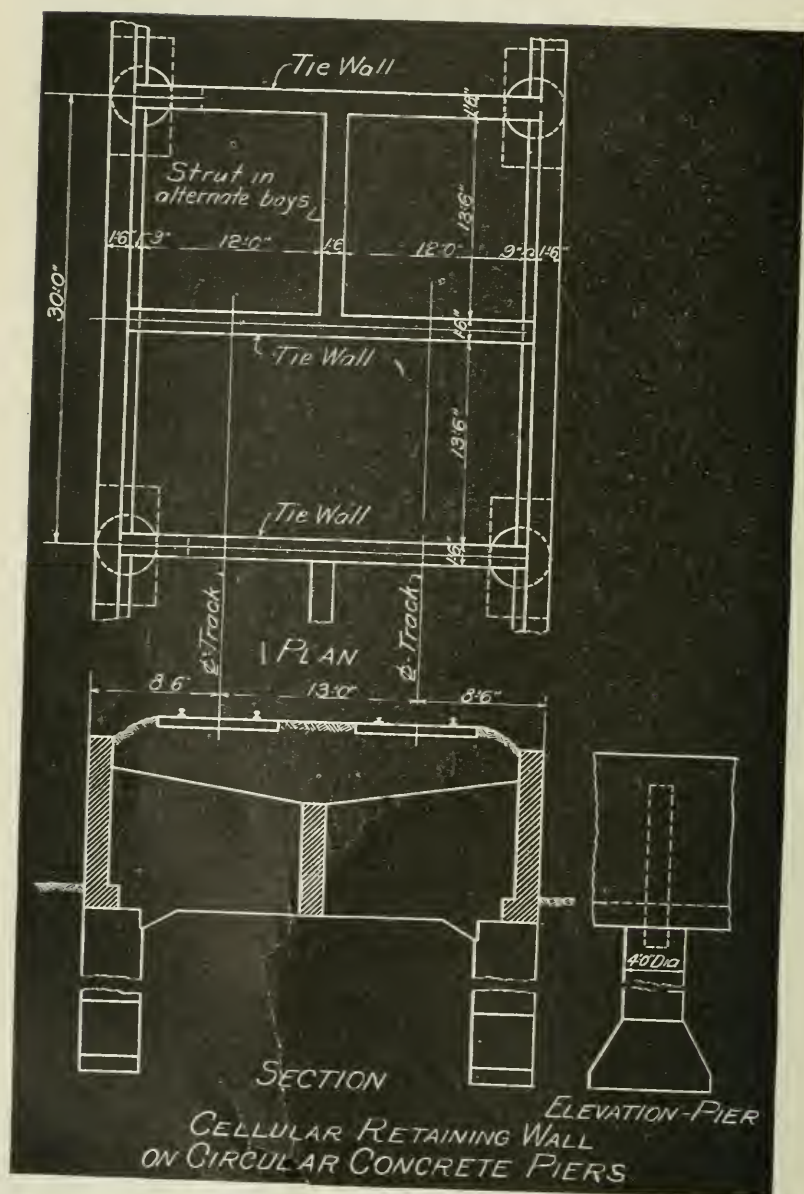 Tie Wall
1'8"
Strut in
alternate bays
13'6"
1'6" 9" 12'0" 1'6 12'0" 9" 1'6"
30'0"
1'6"
Tie Wall
13'6"
Tie Wall
1'6"
℄ Track
℄ Track
PLAN
8'6" 13'0" 8'6"
4'0" Dia
SECTION
ELEVATION-PIER
CELLULAR RETAINING WALL
ON CIRCULAR CONCRETE PIERS